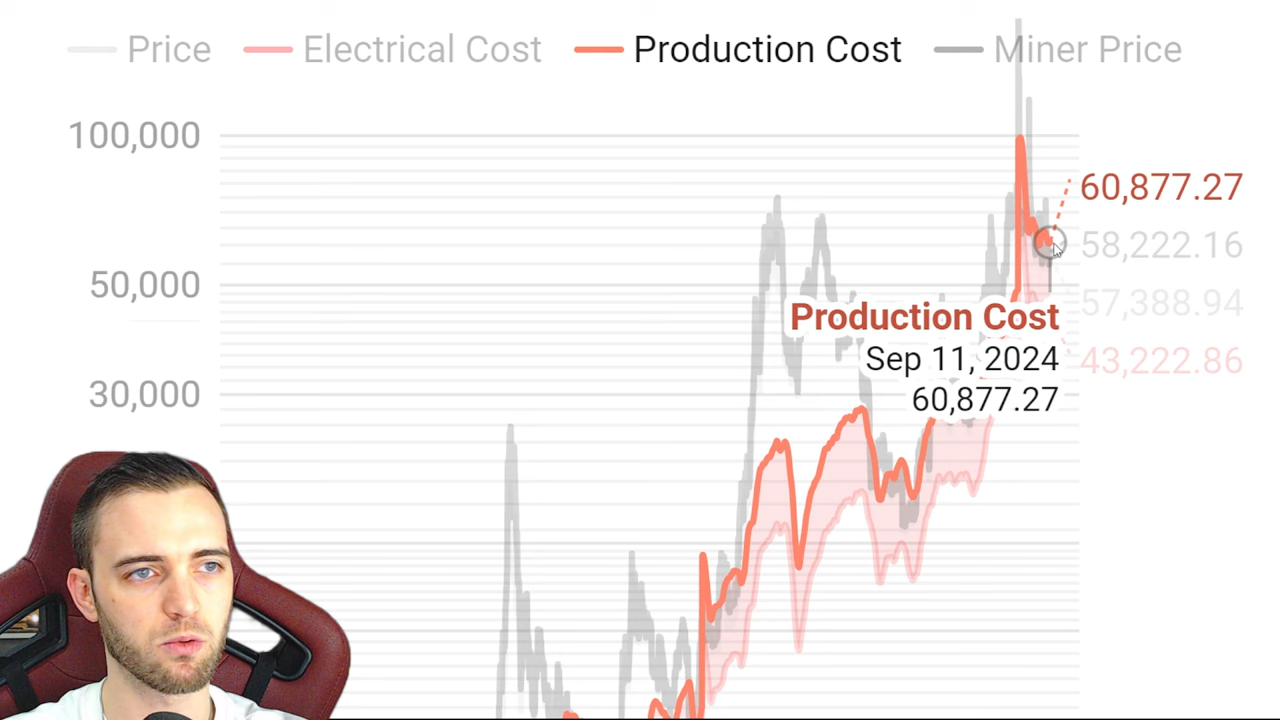 Price Electrical Cost Production Cost Miner Price
100,000
60,877.27
58,222.16
50,000
57,388.94
Production Cost
Sep 11, 2024
43,222.86
30,000
60,877.27